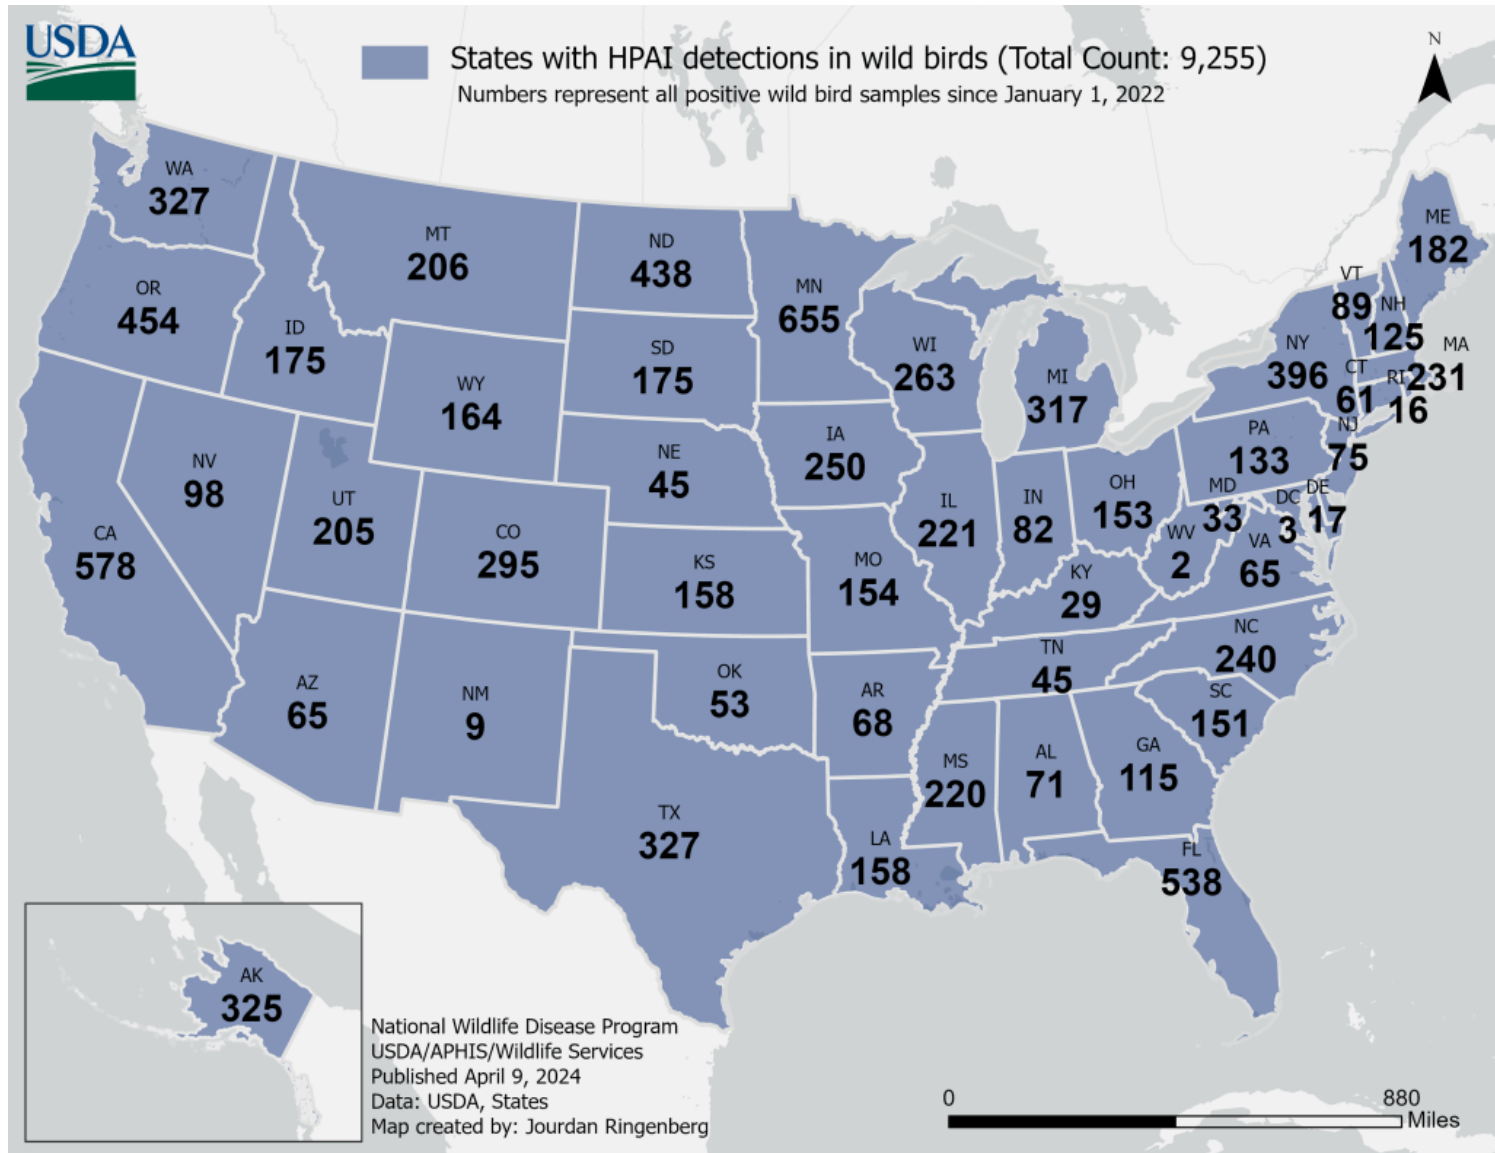 USDA
States with HPAI detections in wild birds (Total Count: 9,255)
Numbers represent all positive wild bird samples since January 1, 2022
N
WA
327
MT
206
ND
438
MN
655
ME
182
OR
454
ID
175
SD
175
WI
263
MI
317
VT
89
NH
125
NY
396
MA
231
CT
61
RI
16
WY
164
IA
250
NE
45
PA
133
NJ
75
NV
98
UT
205
CO
295
IL
221
IN
82
OH
153
MD
33
DC
3
DE
17
CA
578
KS
158
MO
154
KY
29
WV
2
VA
65
NC
240
TN
45
AZ
65
NM
9
OK
53
AR
68
SC
151
MS
220
AL
71
GA
115
TX
327
LA
158
FL
538
AK
325
National Wildlife Disease Program
USDA/APHIS/Wildlife Services
Published April 9, 2024
Data: USDA, States
Map created by: Jourdan Ringenberg
0 880
Miles